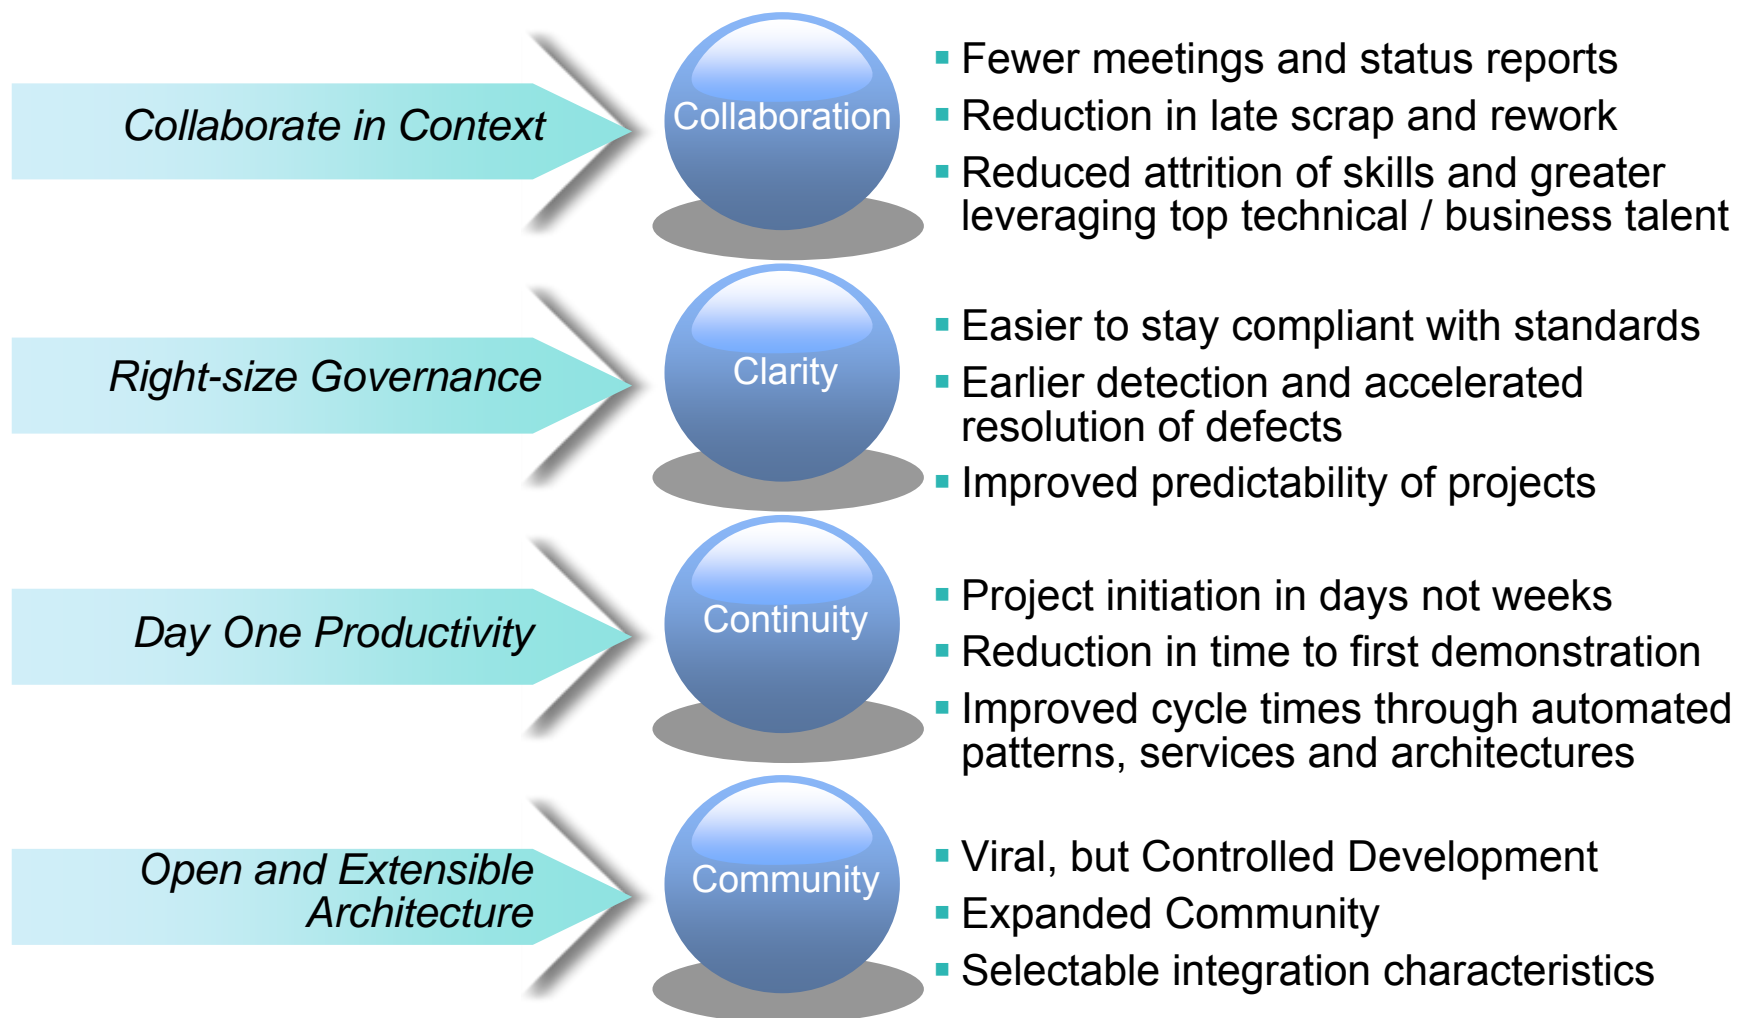 Collaborate in Context
Collaboration
▪ Fewer meetings and status reports
▪ Reduction in late scrap and rework
▪ Reduced attrition of skills and greater
leveraging top technical / business talent
Right-size Governance
Clarity
▪ Easier to stay compliant with standards
▪ Earlier detection and accelerated
resolution of defects
▪ Improved predictability of projects
Day One Productivity
Continuity
▪ Project initiation in days not weeks
▪ Reduction in time to first demonstration
▪ Improved cycle times through automated
patterns, services and architectures
Open and Extensible
Architecture
Community
▪ Viral, but Controlled Development
▪ Expanded Community
▪ Selectable integration characteristics